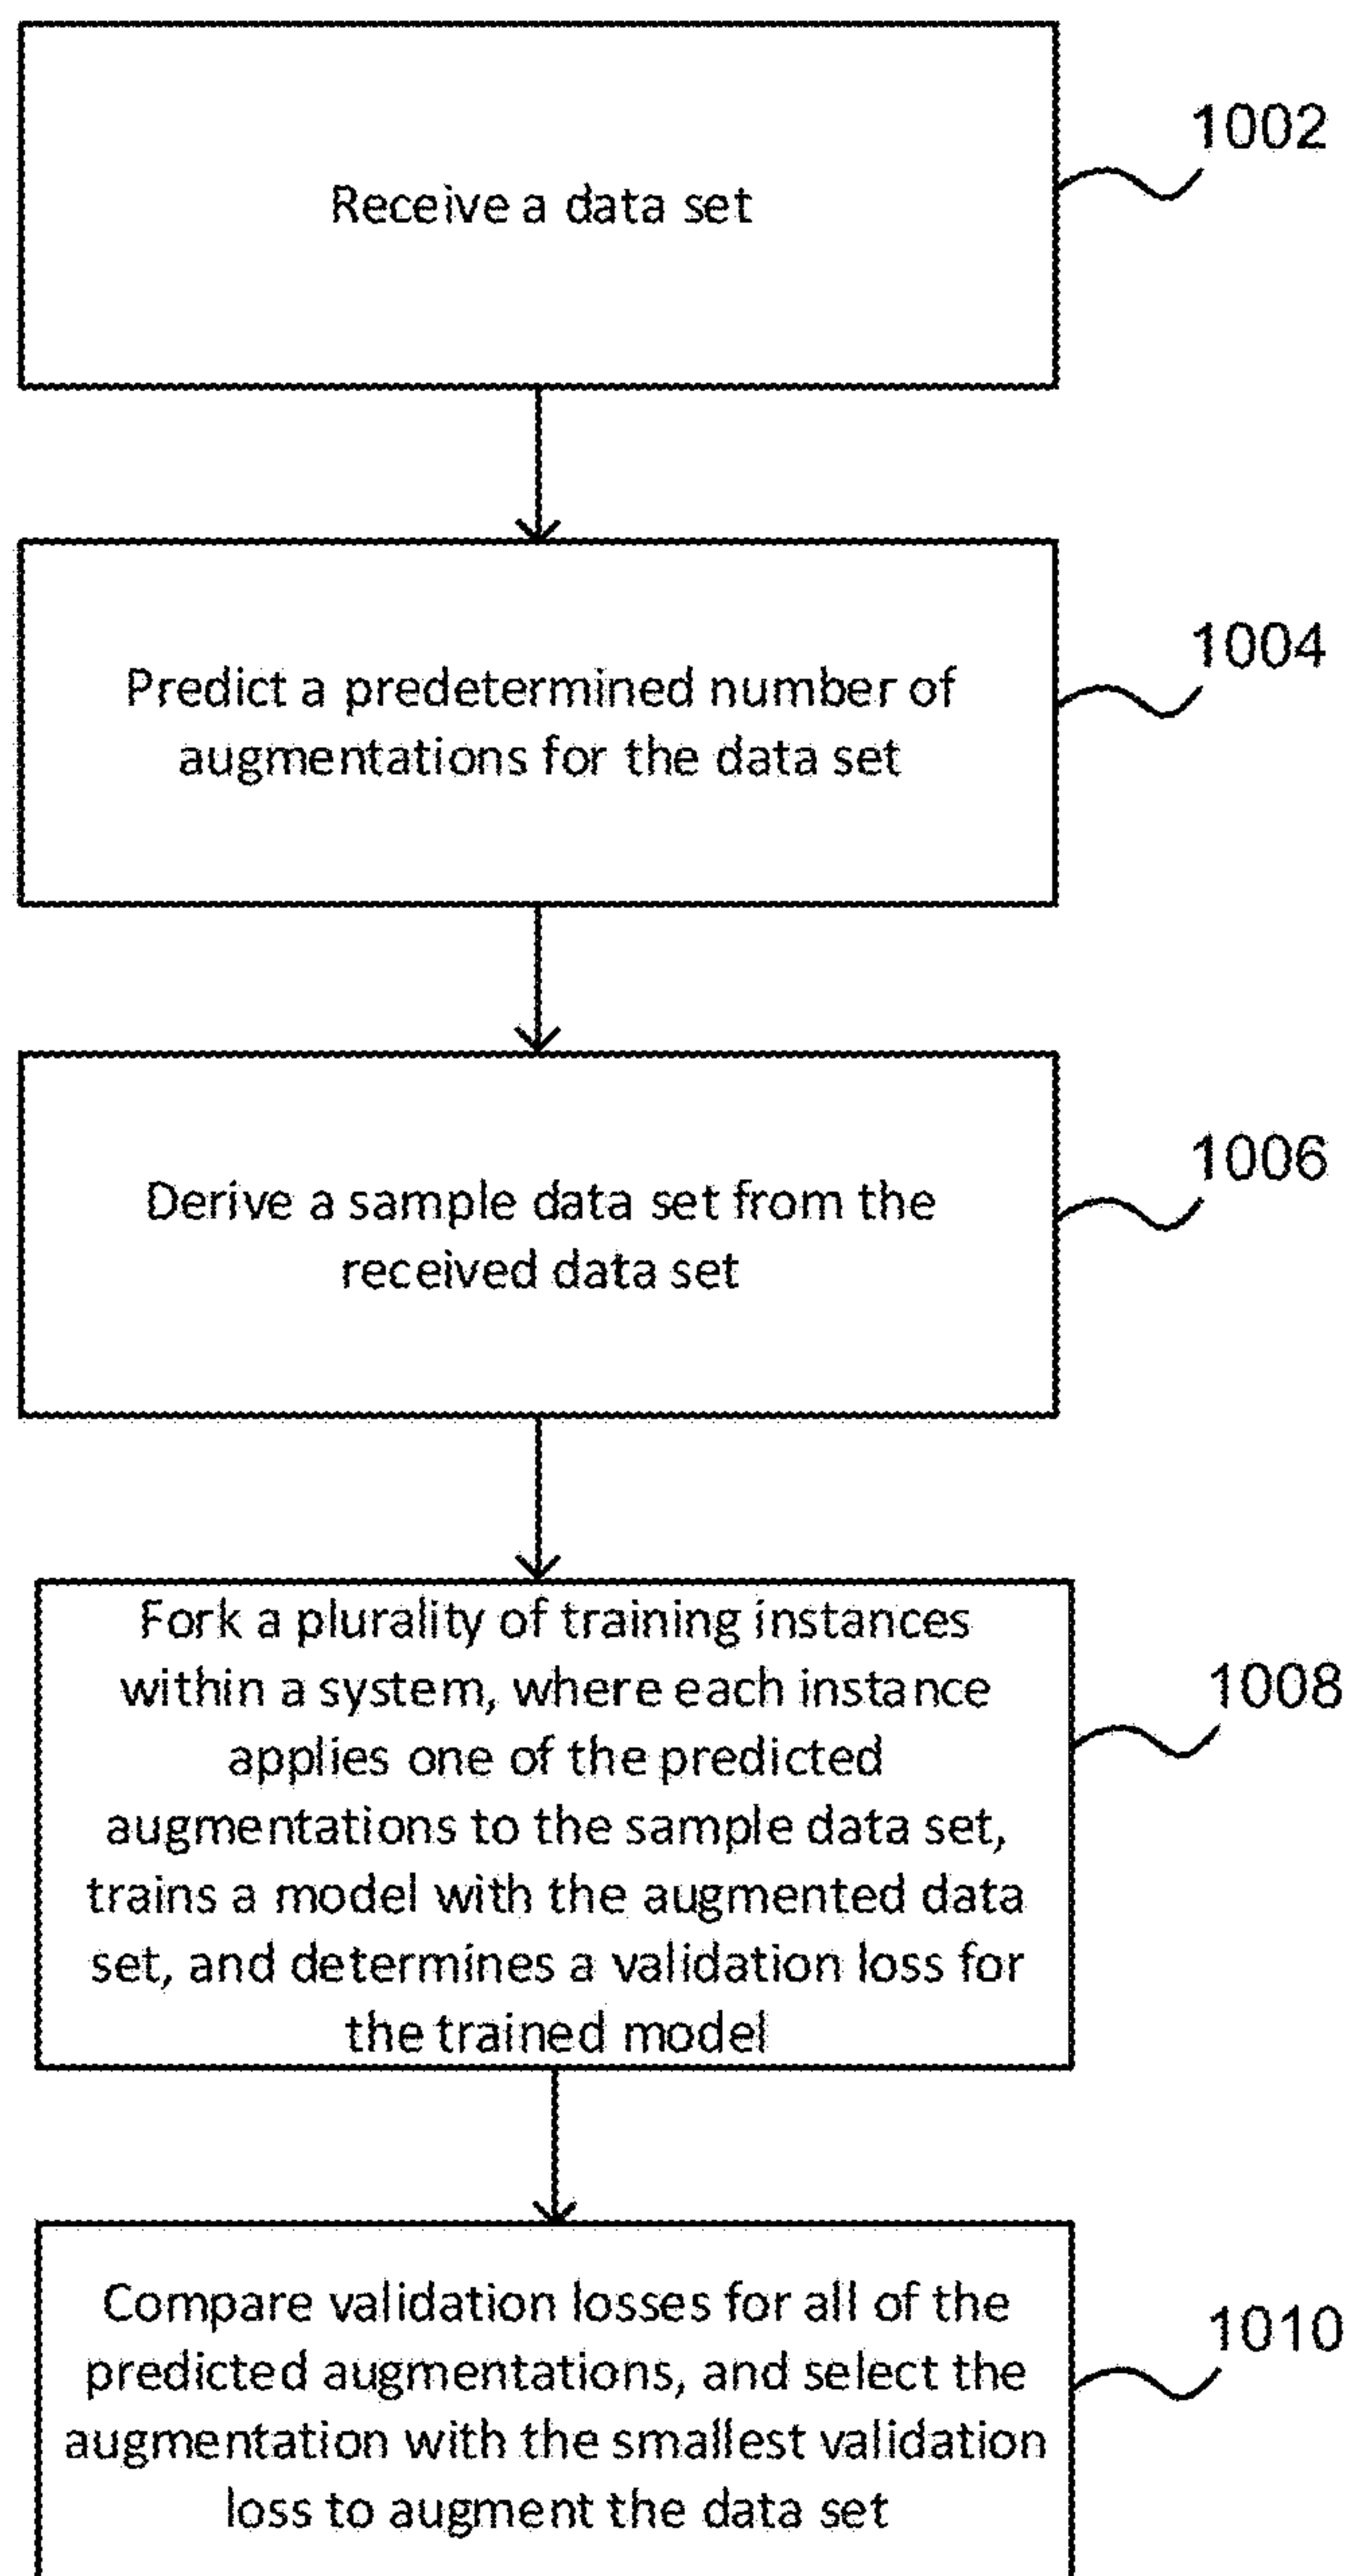 Receive a data set
1002
Predict a predetermined number of
augmentations for the data set
1004
Derive a sample data set from the
received data set
1006
Fork a plurality of training instances
within a system, where each instance
applies one of the predicted
augmentations to the sample data set,
trains a model with the augmented data
set, and determines a validation loss for
the trained model
1008
Compare validation losses for all of the
predicted augmentations, and select the
augmentation with the smallest validation
loss to augment the data set
1010